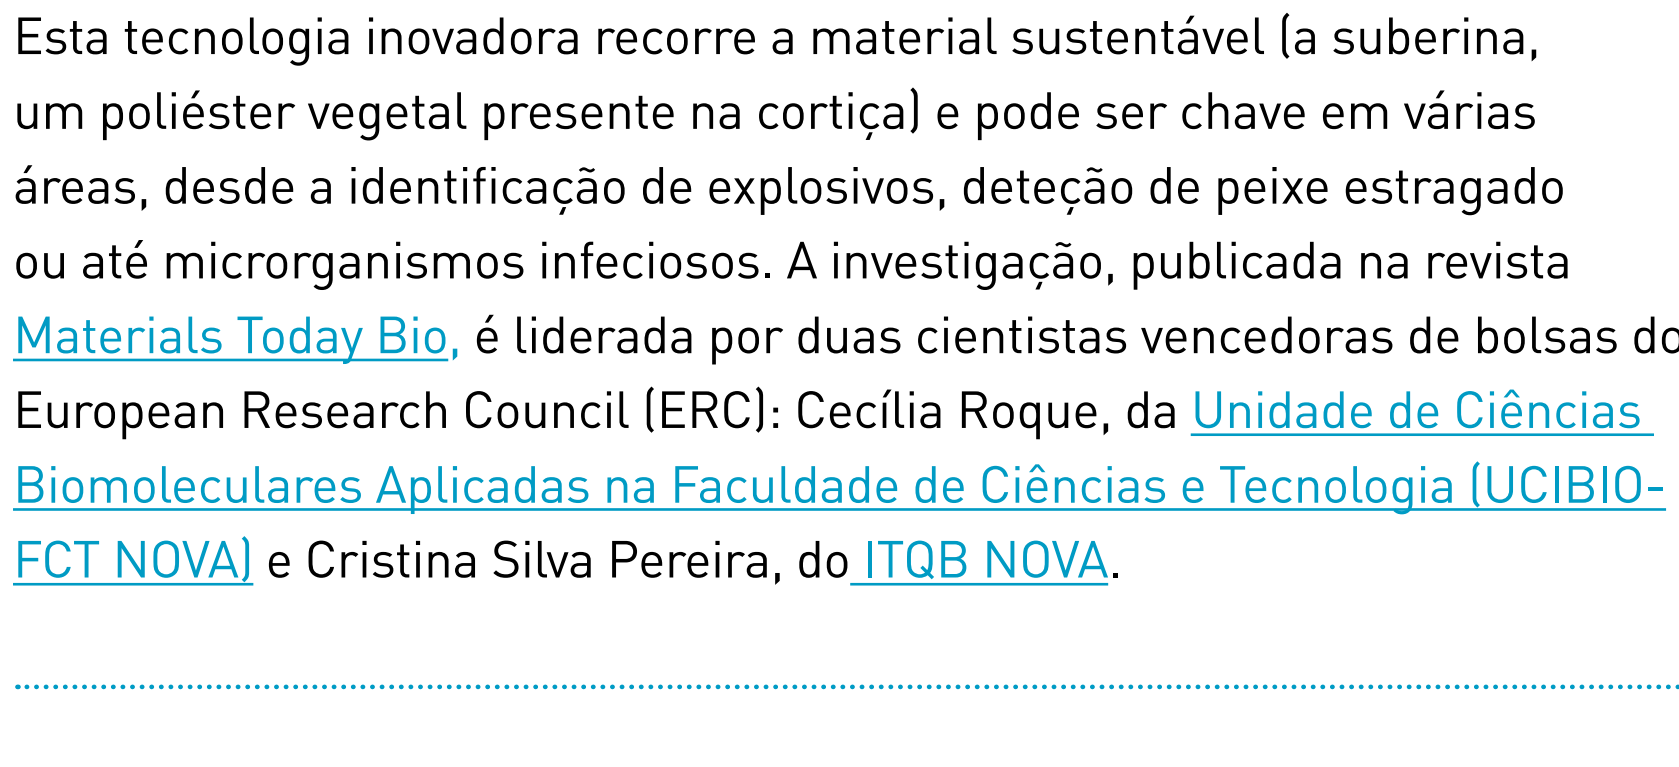 Esta tecnologia inovadora recorre a material sustentável (a suberina,
um poliéster vegetal presente na cortiça) e pode ser chave em várias
áreas, desde a identificação de explosivos, deteção de peixe estragado
ou até microrganismos infeciosos. A investigação, publicada na revista
Materials Today Bio, é liderada por duas cientistas vencedoras de bolsas do
European Research Council (ERC): Cecília Roque, da Unidade de Ciências
Biomoleculares Aplicadas na Faculdade de Ciências e Tecnologia (UCIBIO-
FCT NOVA) e Cristina Silva Pereira, do ITQB NOVA.